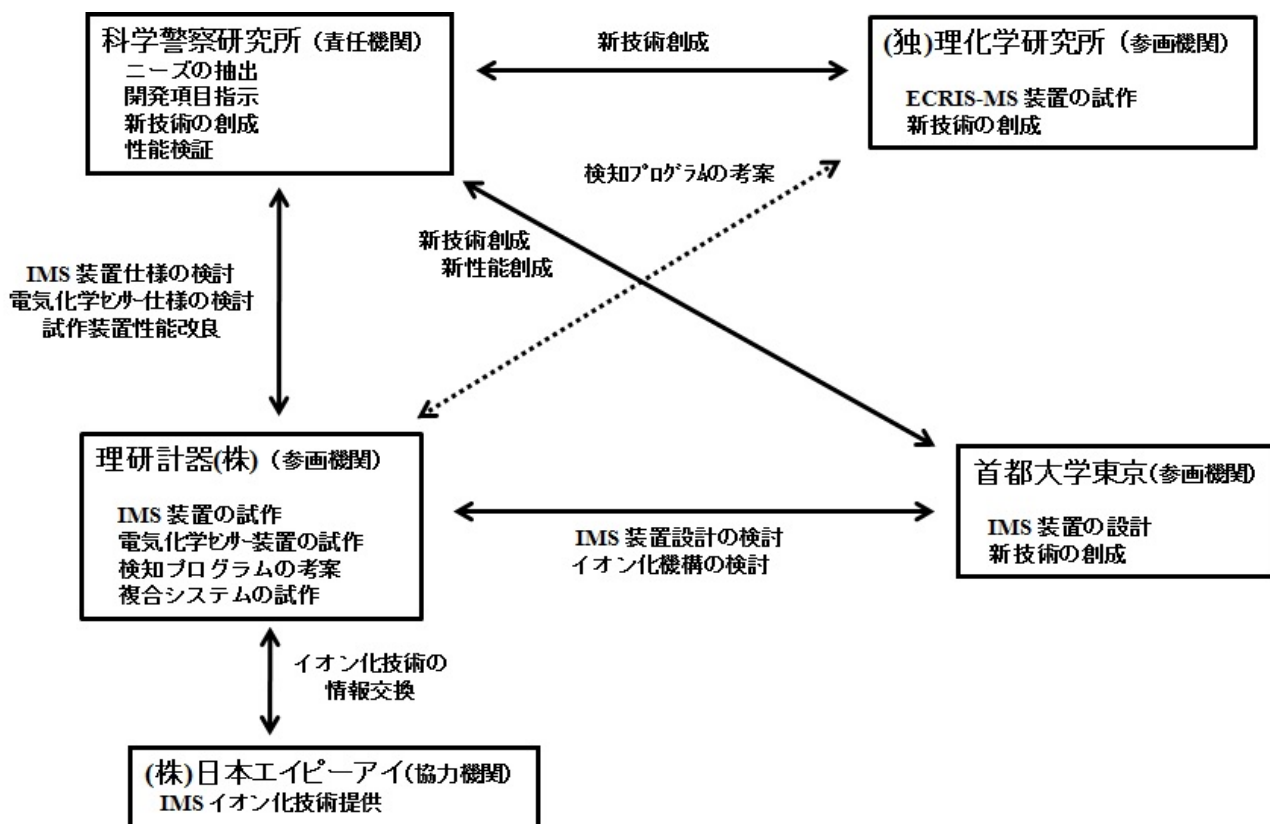 科学警察研究所（責任機関）
ニーズの抽出
開発項目指示
新技術の創成
性能検証
新技術創成
(独)理化学研究所（参画機関）
ECRIS-MS 装置の試作
新技術の創成
検知ﾌﾟﾛｸﾞﾗﾑの考案
新技術創成
新性能創成
IMS 装置仕様の検討
電気化学ｾﾝｻｰ仕様の検討
試作装置性能改良
理研計器(株)（参画機関）
IMS 装置の試作
電気化学ｾﾝｻｰ装置の試作
検知プログラムの考案
複合システムの試作
IMS 装置設計の検討
イオン化機構の検討
首都大学東京(参画機関)
IMS 装置の設計
新技術の創成
イオン化技術の
情報交換
(株)日本エイピーアイ(協力機関)
IMS イオン化技術提供